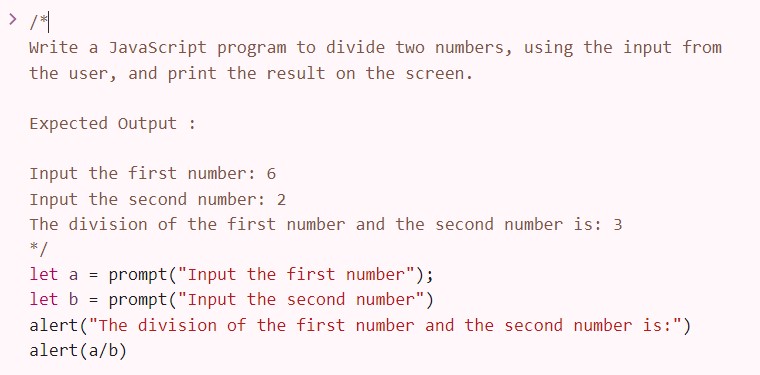 /*
Write a JavaScript program to divide two numbers, using the input from
the user, and print the result on the screen.
Expected Output :
Input the first number: 6
Input the second number: 2
The division of the first number and the second number is: 3
*/
let a = prompt("Input the first number");
let b = prompt("Input the second number")
alert("The division of the first number and the second number is:")
alert(a/b)